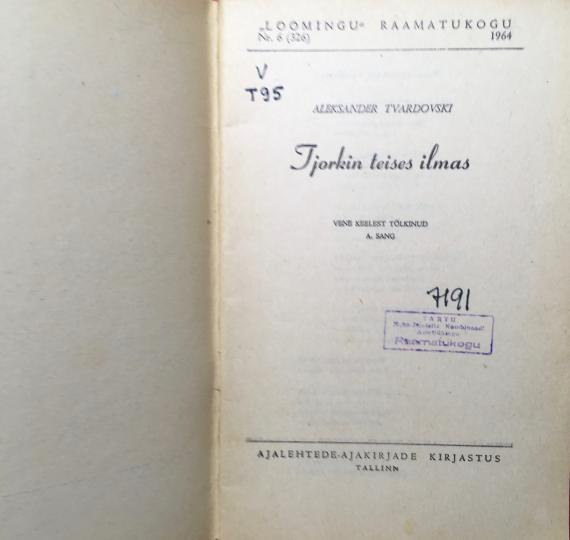 „LOOMINGU“ RAAMATUKOGU
Nr. 6 (326) 1964
V
T95
ALEKSANDER TVARDOVSKI
Tjorkin teises ilmas
VENE KEELEST TÕLKINUD
A. SANG
7191
TARTU
Raamatukogu
AJALEHTEDE-AJAKIRJADE KIRJASTUS
TALLINN